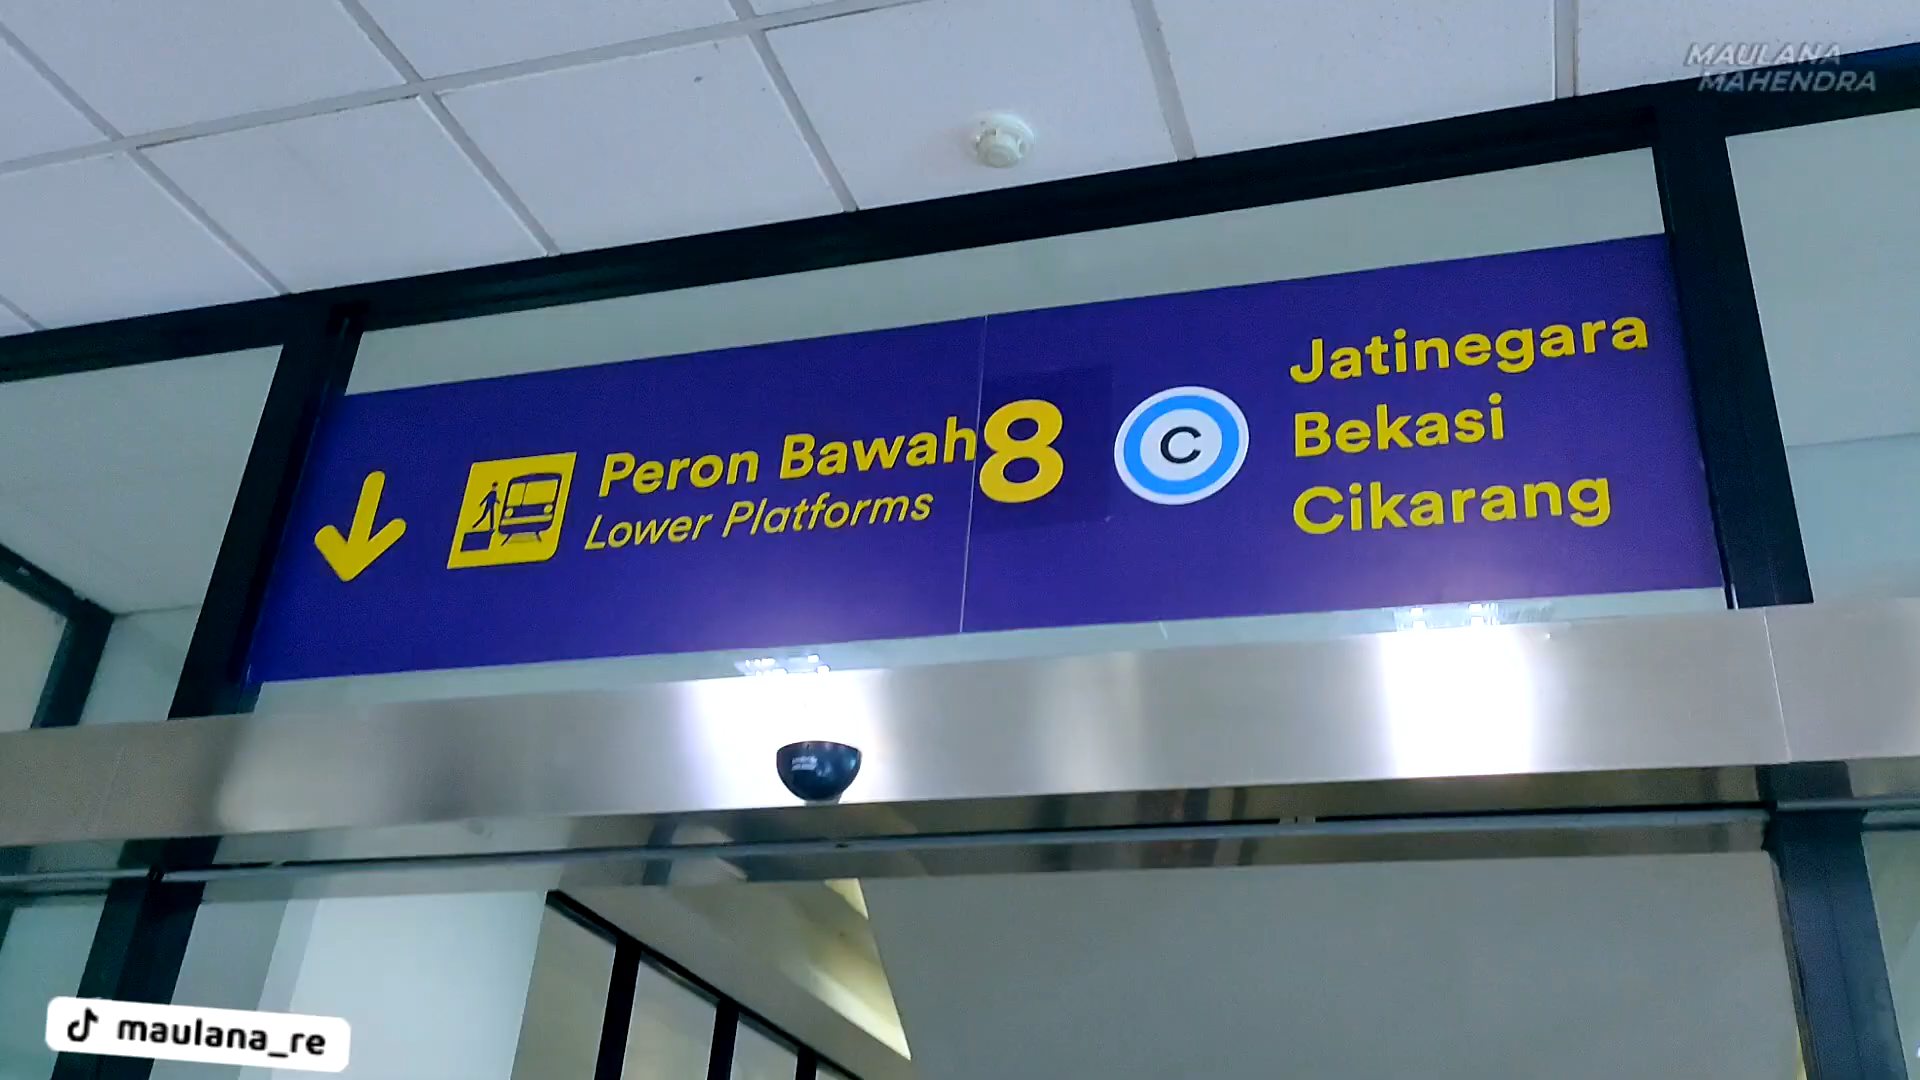 MAULANA
MAHENDRA
Peron Bawah
Lower Platforms
8
C
Jatinegara
Bekasi
Cikarang
maulana_re